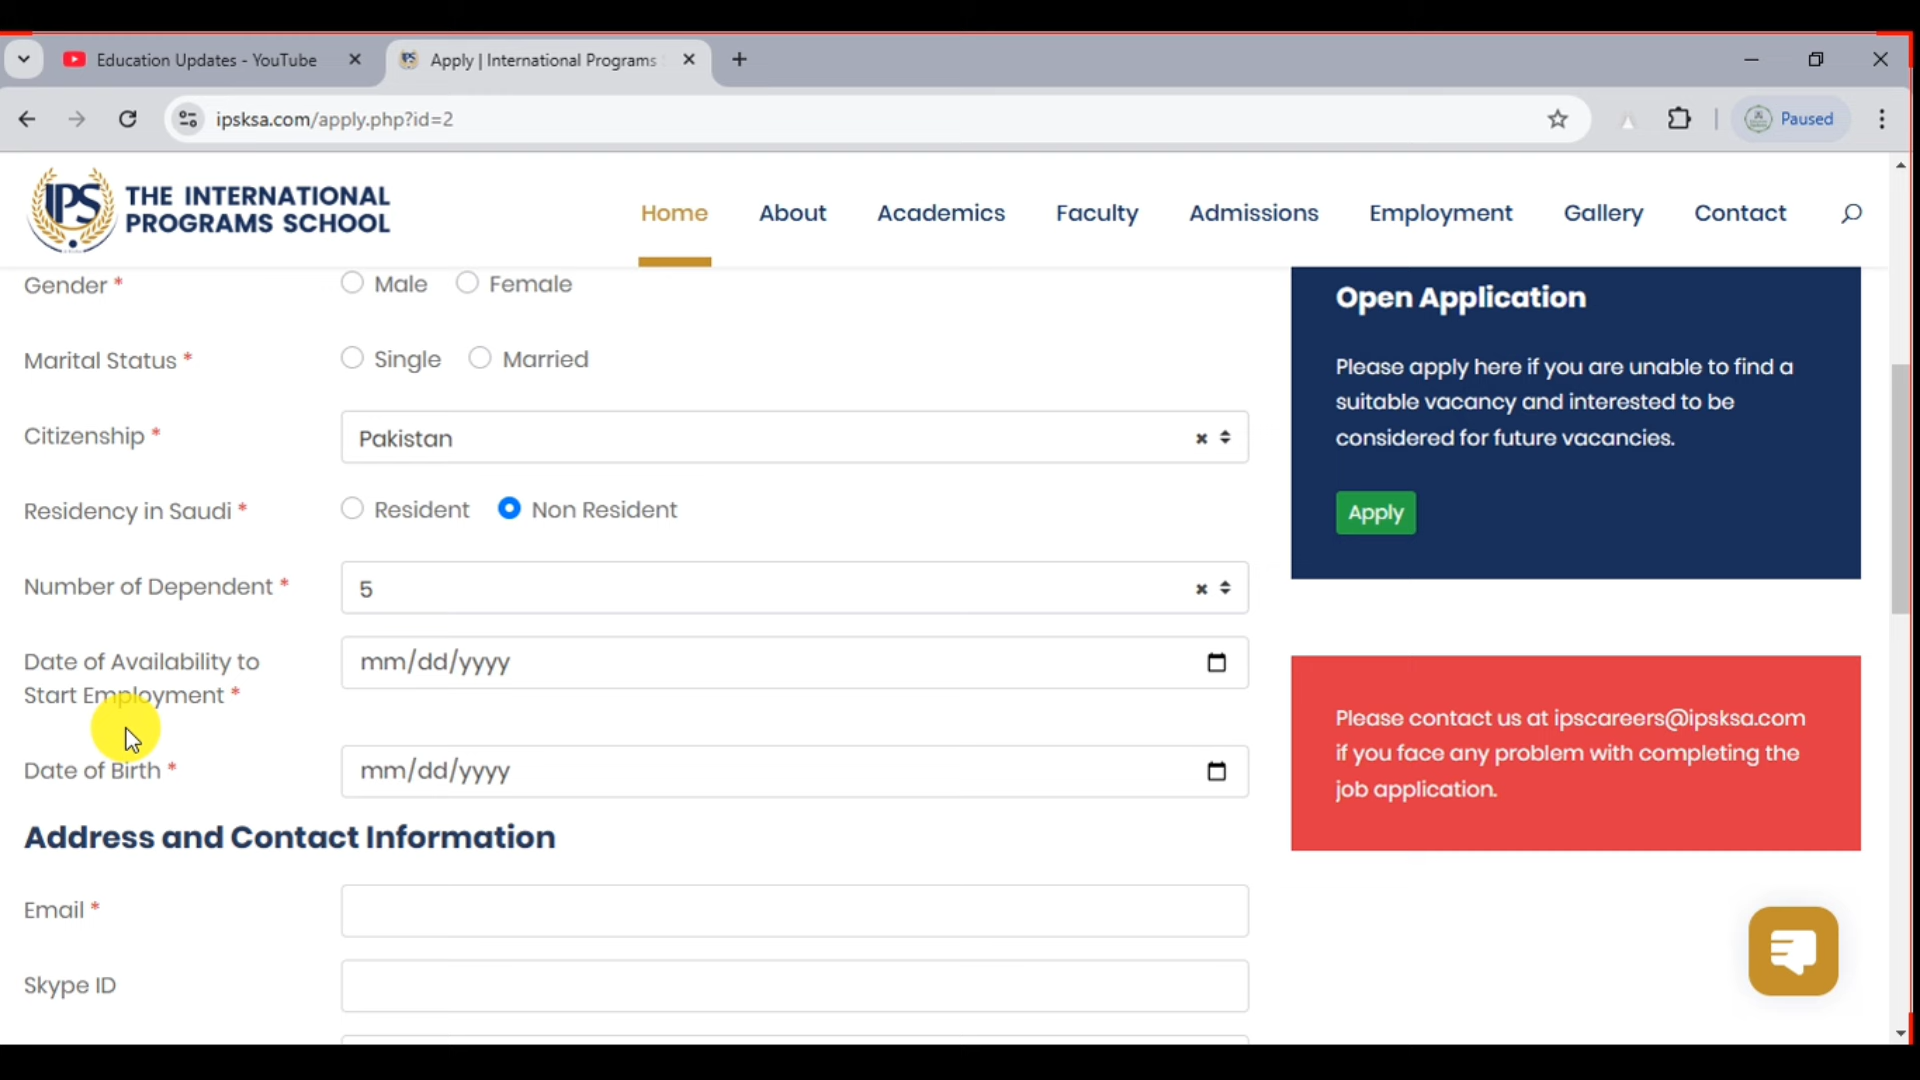 Education Updates - YouTube
Apply | International Programs
ipsksa.com/apply.php?id=2
Paused
IPS THE INTERNATIONAL
PROGRAMS SCHOOL
Home
About
Academics
Faculty
Admissions
Employment
Gallery
Contact
Gender *
Male
Female
Marital Status *
Single
Married
Citizenship *
Pakistan
Residency in Saudi *
Resident
Non Resident
Number of Dependent *
5
Date of Availability to
Start Employment *
mm/dd/yyyy
Date of Birth *
mm/dd/yyyy
Address and Contact Information
Email *
Skype ID
Open Application
Please apply here if you are unable to find a
suitable vacancy and interested to be
considered for future vacancies.
Apply
Please contact us at ipscareers@ipsksa.com
if you face any problem with completing the
job application.